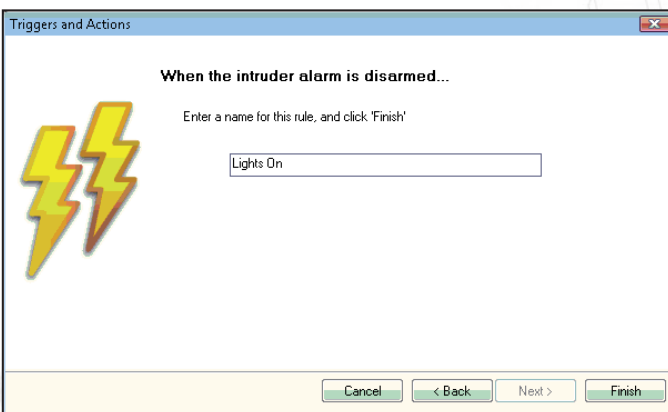 Triggers and Actions
When the intruder alarm is disarmed...
Enter a name for this rule, and click 'Finish'
Lights On
Cancel
< Back
Next >
Finish